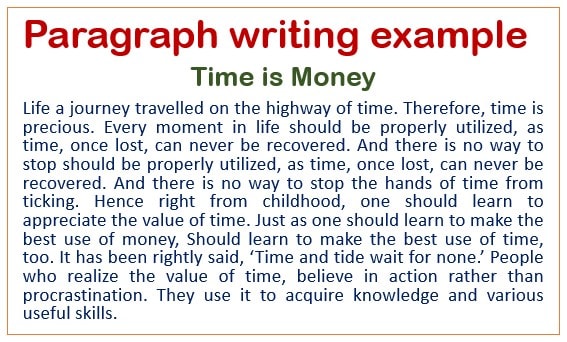 Paragraph writing example
Time is Money
Life a journey travelled on the highway of time. Therefore, time is
precious. Every moment in life should be properly utilized, as
time, once lost, can never be recovered. And there is no way to
stop should be properly utilized, as time, once lost, can never be
recovered. And there is no way to stop the hands of time from
ticking. Hence right from childhood, one should learn to
appreciate the value of time. Just as one should learn to make the
best use of money, Should learn to make the best use of time,
too. It has been rightly said, ‘Time and tide wait for none.’ People
who realize the value of time, believe in action rather than
procrastination. They use it to acquire knowledge and various
useful skills.